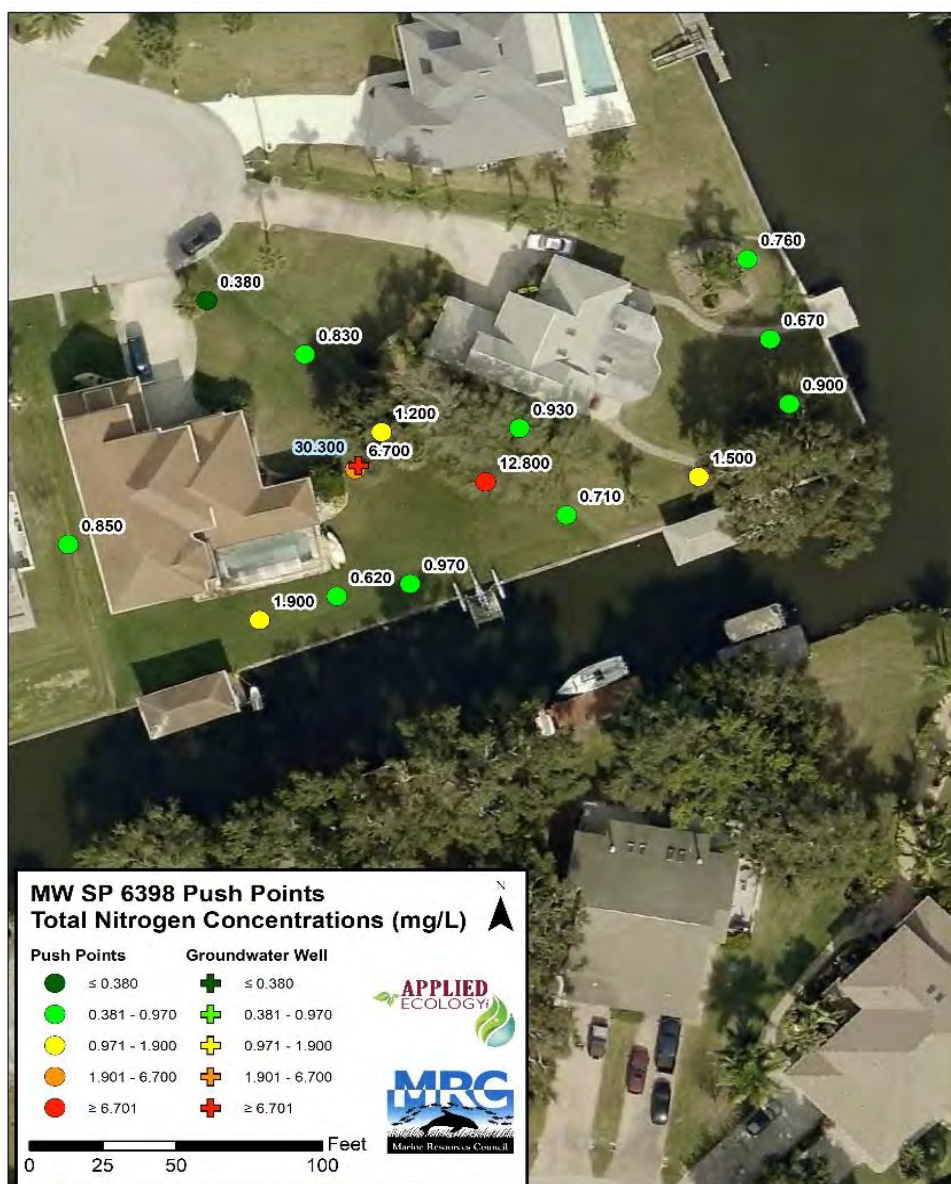 0.760
0.380
0.670
0.830
0.900
1.200
0.930
30.300
6.700
12.800
1.500
0.710
0.850
0.970
0.620
1.900
MW SP 6398 Push Points
Total Nitrogen Concentrations (mg/L)
N
Push Points Groundwater Well
≤ 0.380 ≤ 0.380
0.381 - 0.970 0.381 - 0.970
0.971 - 1.900 0.971 - 1.900
1.901 - 6.700 1.901 - 6.700
≥ 6.701 ≥ 6.701
APPLIED
ECOLOGY
MRC
Marine Resources Council
Feet
0 25 50 100